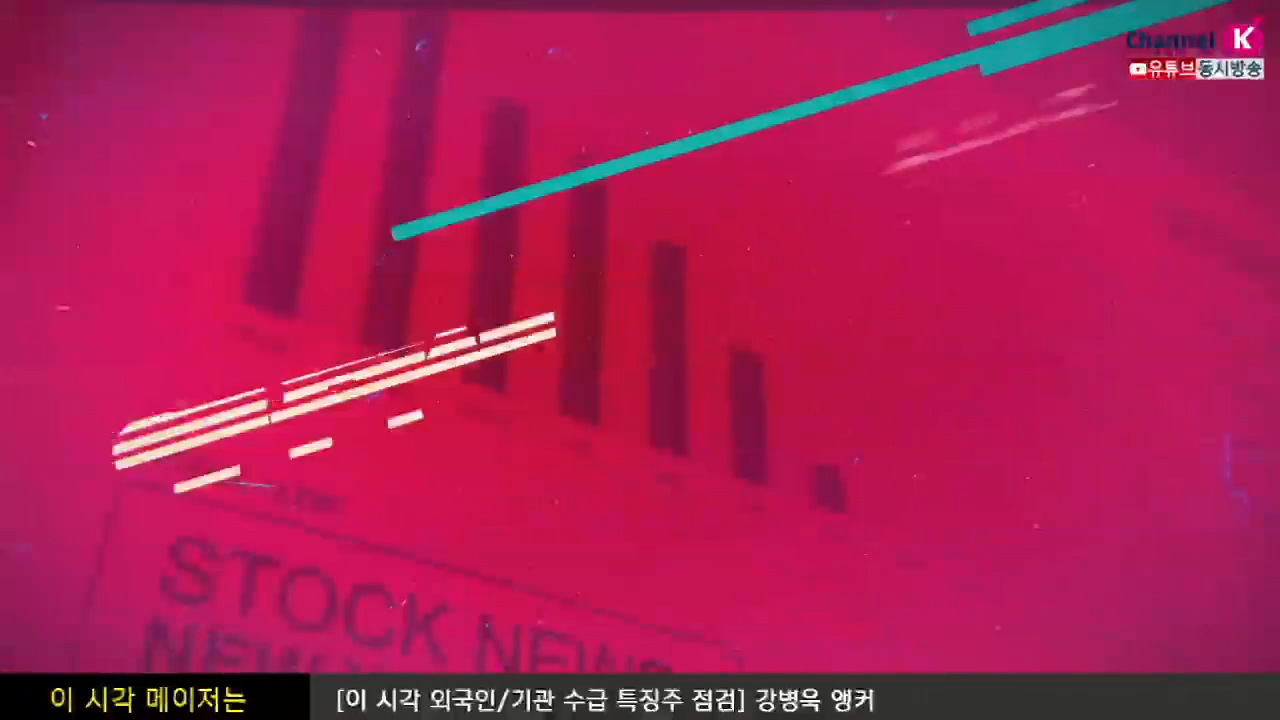 Channel K
유튜브동시방송
STOCK NEWS
이 시각 메이저는
[이 시각 외국인/기관 수급 특징주 점검] 강병욱 앵커